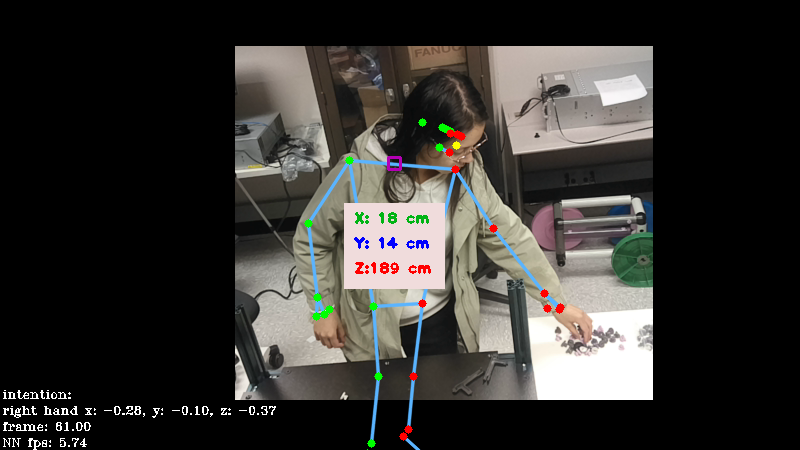 FANUC
X: 18 cm
Y: 14 cm
Z:189 cm
intention:
right hand x: −0.28, y: −0.10, z: −0.37
frame: 61.00
NN fps: 5.74